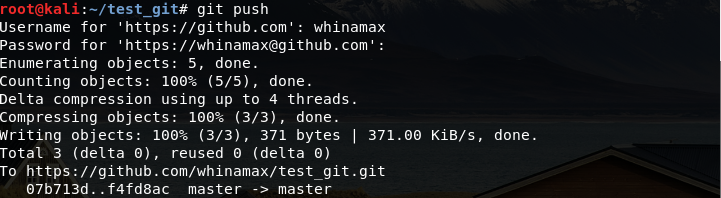 root@kali:~/test_git# git push
Username for 'https://github.com': whinamax
Password for 'https://whinamax@github.com':
Enumerating objects: 5, done.
Counting objects: 100% (5/5), done.
Delta compression using up to 4 threads.
Compressing objects: 100% (3/3), done.
Writing objects: 100% (3/3), 371 bytes | 371.00 KiB/s, done.
Total 3 (delta 0), reused 0 (delta 0)
To https://github.com/whinamax/test_git.git
   07b713d..f4fd8ac  master -> master